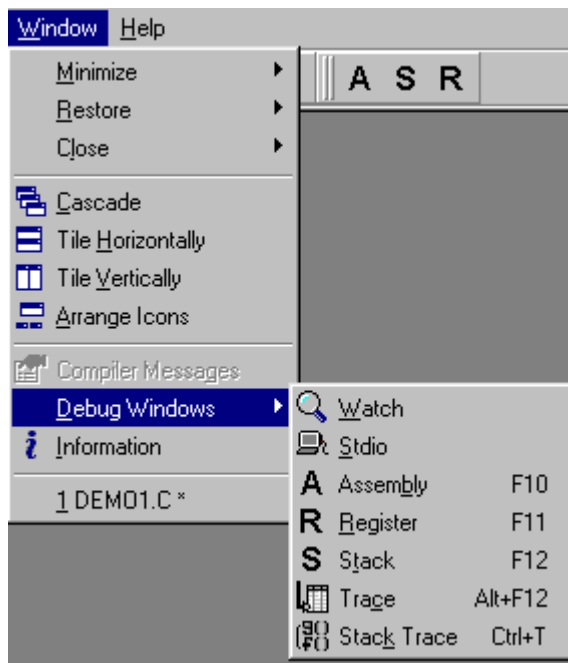 Window Help
A S R
Minimize
Restore
Close
Cascade
Tile Horizontally
Tile Vertically
Arrange Icons
Compiler Messages
Debug Windows
Information
1 DEMO1.C *
Watch
Stdio
A Assembly F10
R Register F11
S Stack F12
Trace Alt+F12
Stack Trace Ctrl+T